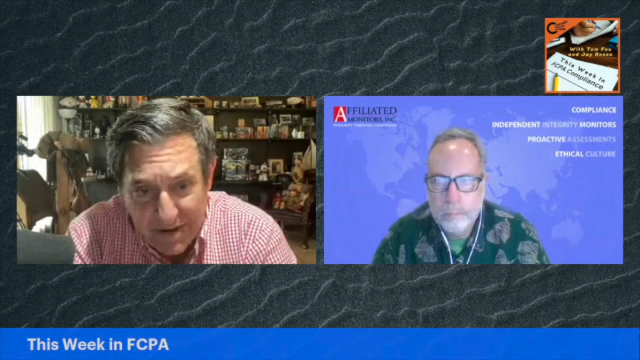 With Tom Fox
and Jay Rosen
This Week in
FCPA Compliance
AFFILIATED
MONITORS, INC.
COMPLIANCE
INDEPENDENT INTEGRITY MONITORS
PROACTIVE ASSESSMENTS
ETHICAL CULTURE
This Week in FCPA